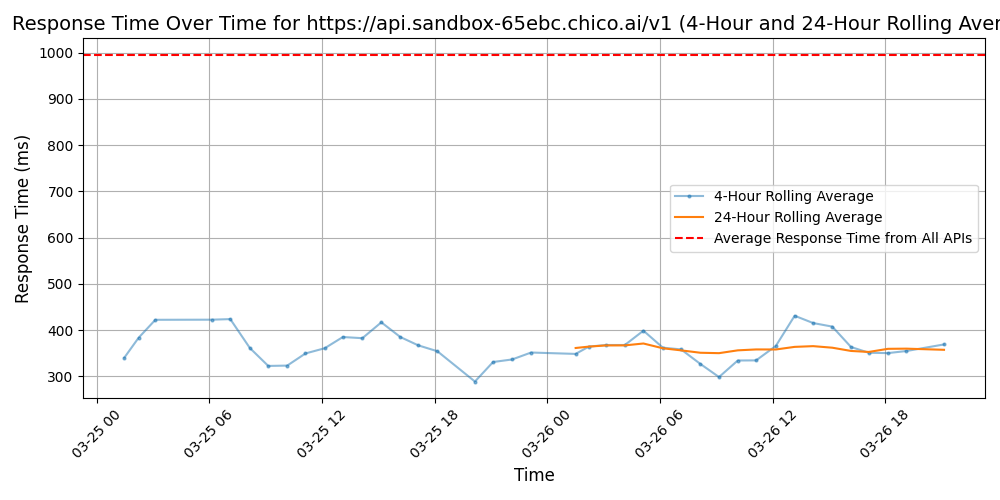 Response Time Over Time for https://api.sandbox-65ebc.chico.ai/v1 (4-Hour and 24-Hour Rolling Aver
1000
900
800
700
600
500
400
300
Response Time (ms)
4-Hour Rolling Average
24-Hour Rolling Average
Average Response Time from All APIs
03-25 00
03-25 06
03-25 12
03-25 18
03-26 00
03-26 06
03-26 12
03-26 18
Time